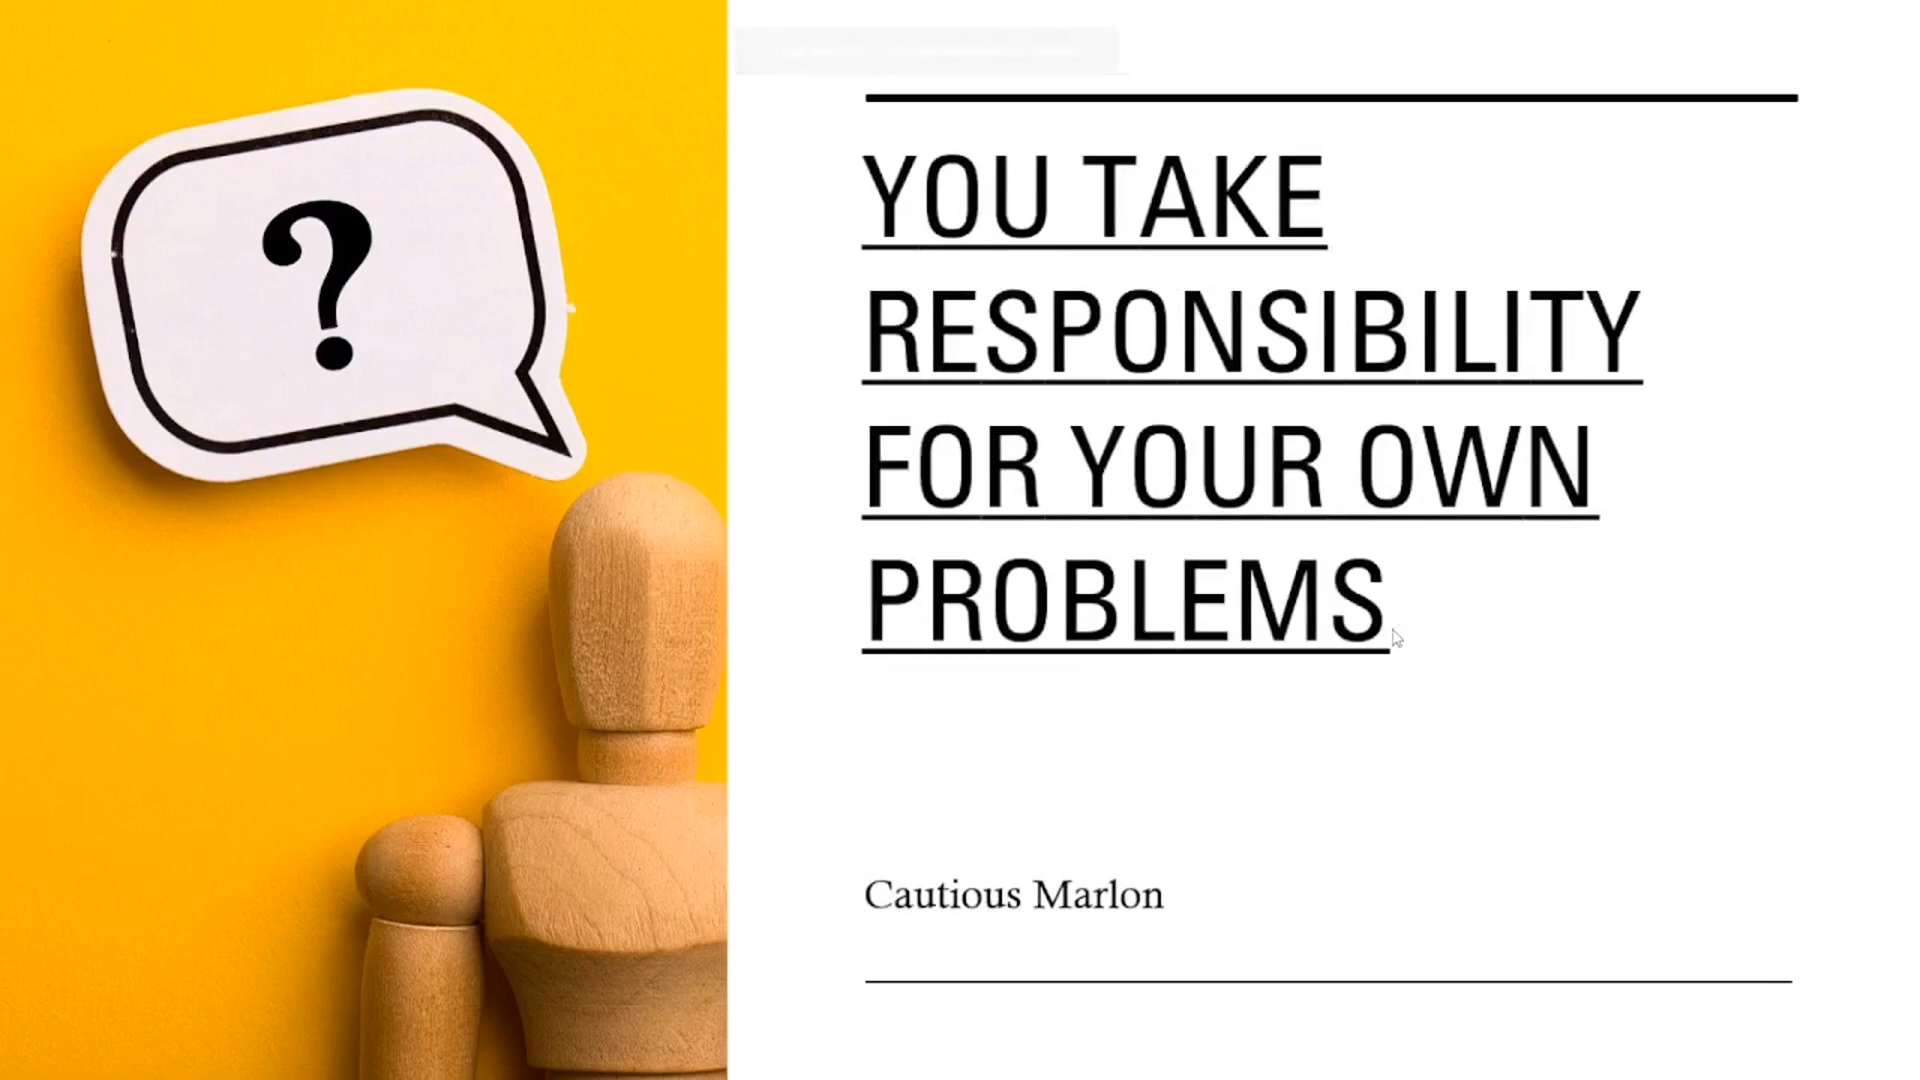 ?
YOU TAKE
RESPONSIBILITY
FOR YOUR OWN
PROBLEMS
Cautious Marlon